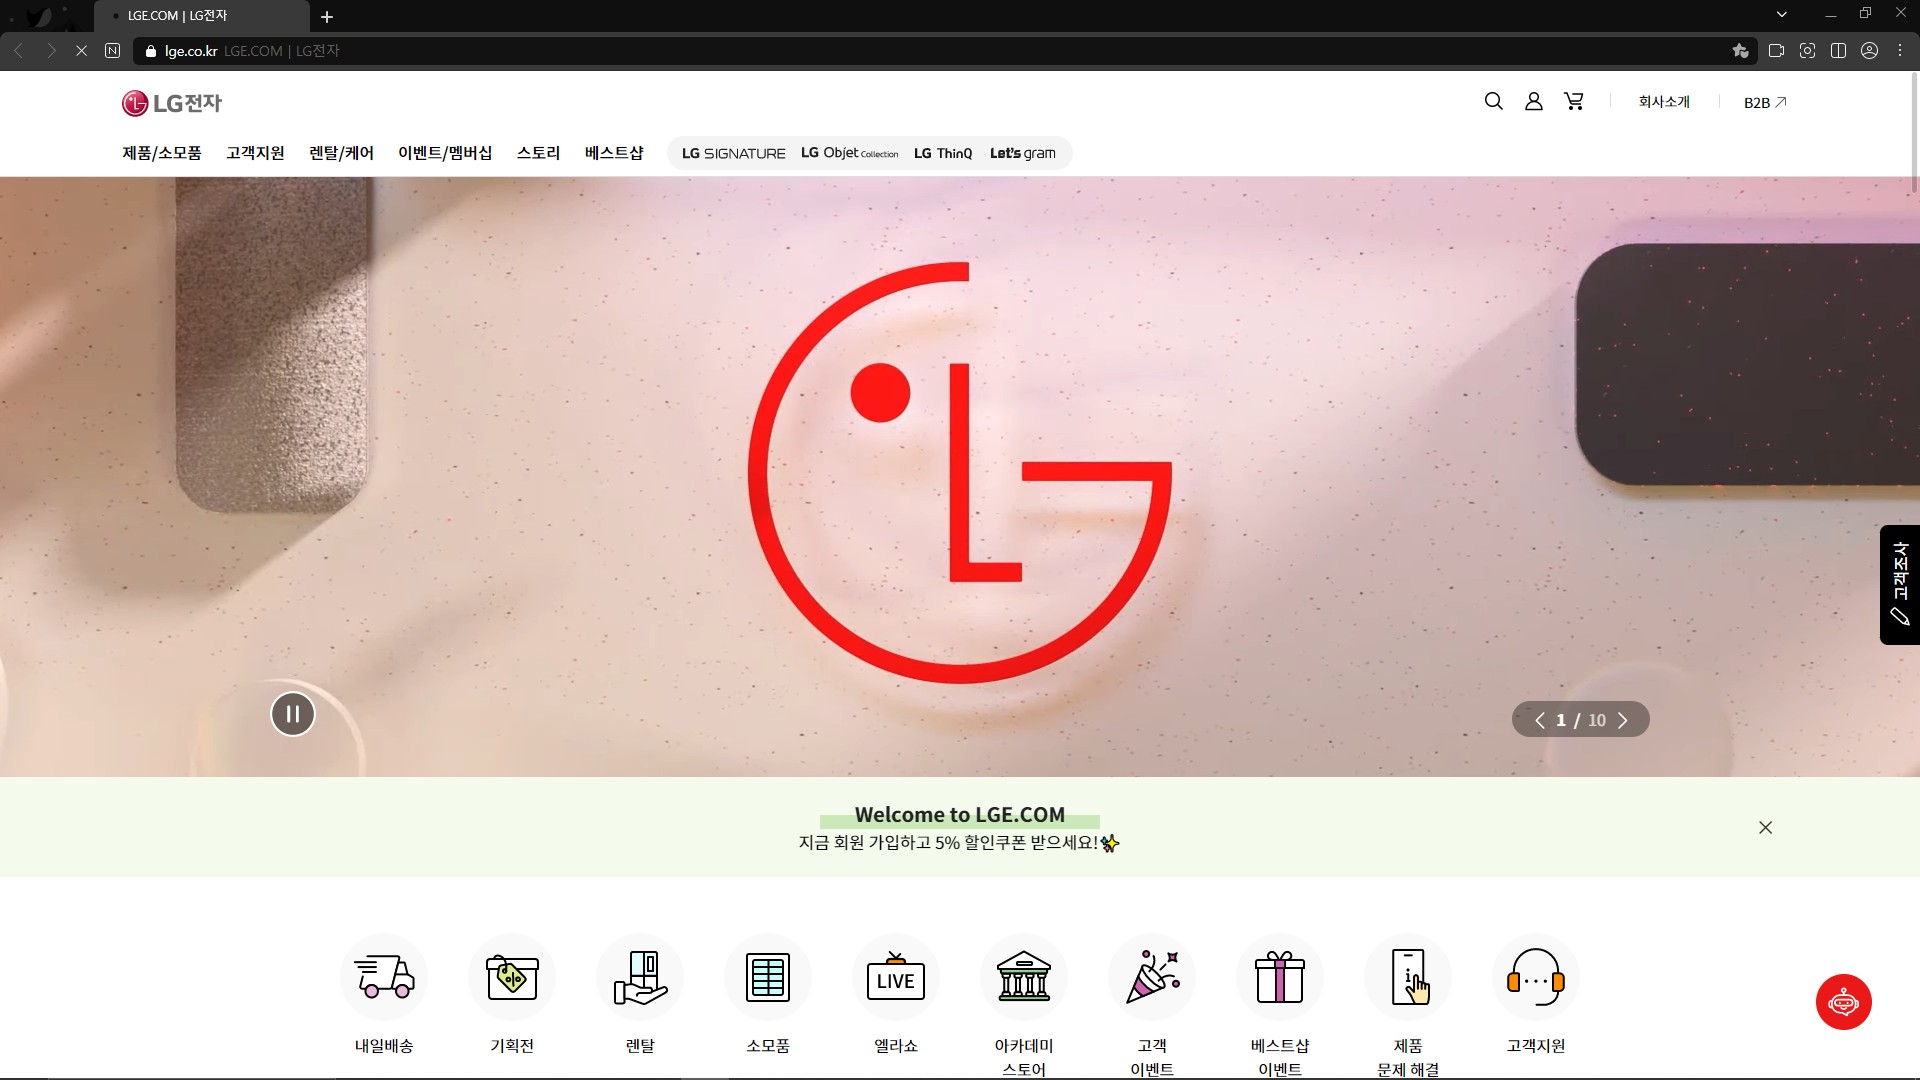 LGE.COM | LG전자
lge.co.kr LGE.COM | LG전자
LG전자
회사소개
B2B
제품/소모품 고객지원 렌탈/케어 이벤트/멤버십 스토리 베스트샵 LG SIGNATURE LG Objet Collection LG ThinQ Let's gram
LG
고객조사
1 / 10
Welcome to LGE.COM
지금 회원 가입하고 5% 할인쿠폰 받으세요!✨
LIVE
내일배송
기획전
렌탈
소모품
엘라쇼
아카데미
스토어
고객
이벤트
베스트샵
이벤트
제품
문제 해결
고객지원